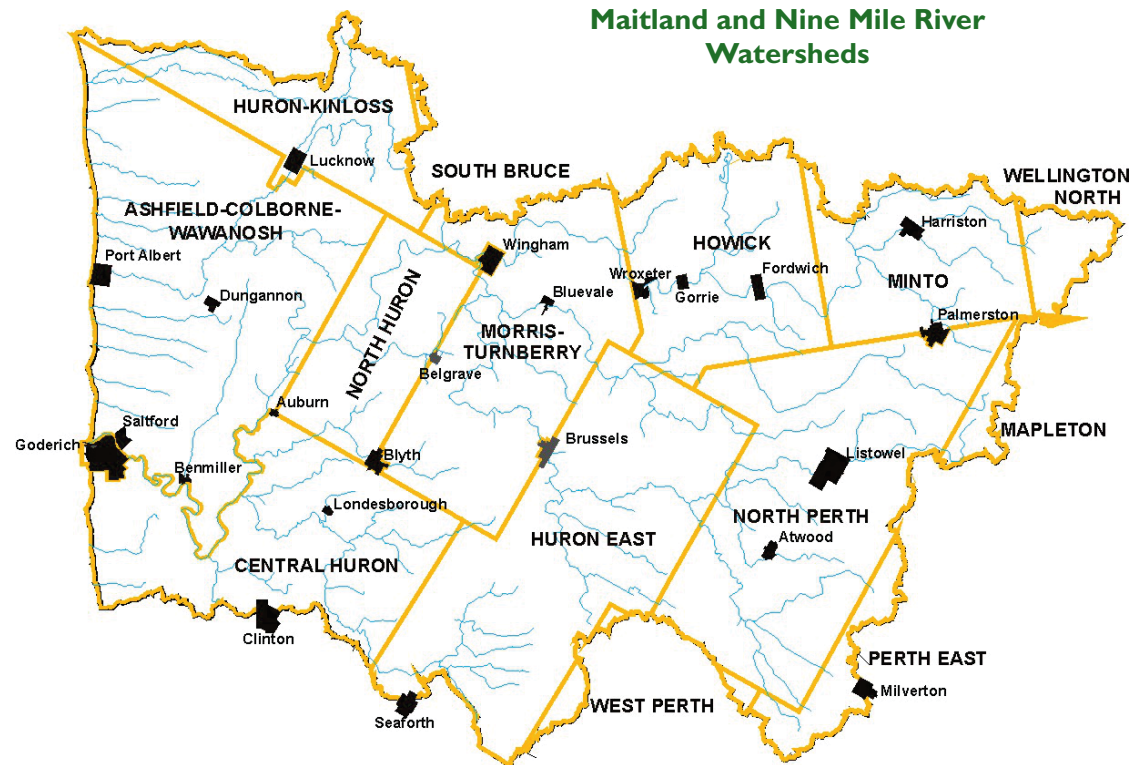 Maitland and Nine Mile River
Watersheds
HURON-KINLOSS
Lucknow
SOUTH BRUCE
WELLINGTON
NORTH
ASHFIELD-COLBORNE-
WAWANOSH
Harriston
Wingham
HOWICK
Port Albert
Wroxeter
Fordwich
MINTO
Dungannon
Bluevale
Gorrie
NORTH HURON
Palmerston
MORRIS-
TURNBERRY
Belgrave
Auburn
Saltford
Goderich
Brussels
MAPLETON
Blyth
Listowel
Benmiller
Londesborough
NORTH PERTH
Atwood
HURON EAST
CENTRAL HURON
Clinton
PERTH EAST
Milverton
WEST PERTH
Seaforth